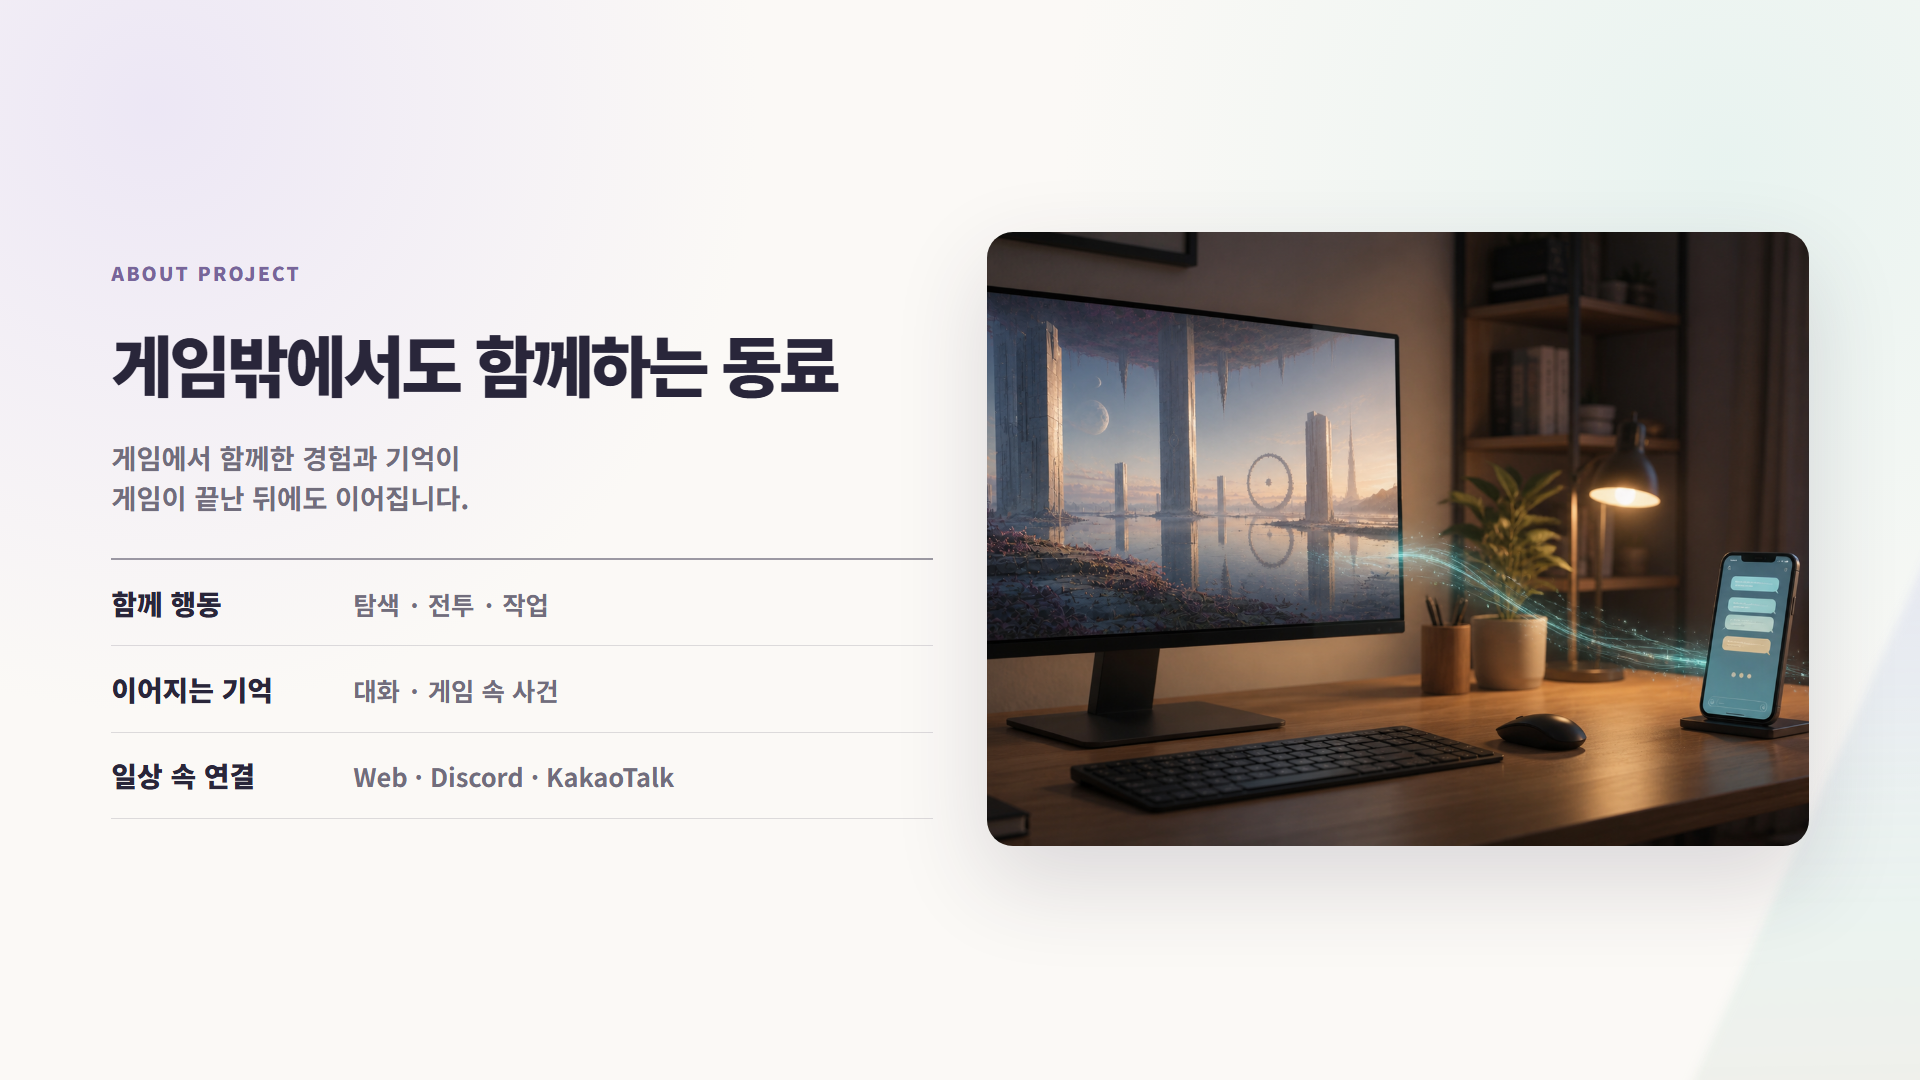 ABOUT PROJECT
게임밖에서도 함께하는 동료
게임에서 함께한 경험과 기억이
게임이 끝난 뒤에도 이어집니다.
함께 행동 탐색 · 전투 · 작업
이어지는 기억 대화 · 게임 속 사건
일상 속 연결 Web · Discord · KakaoTalk